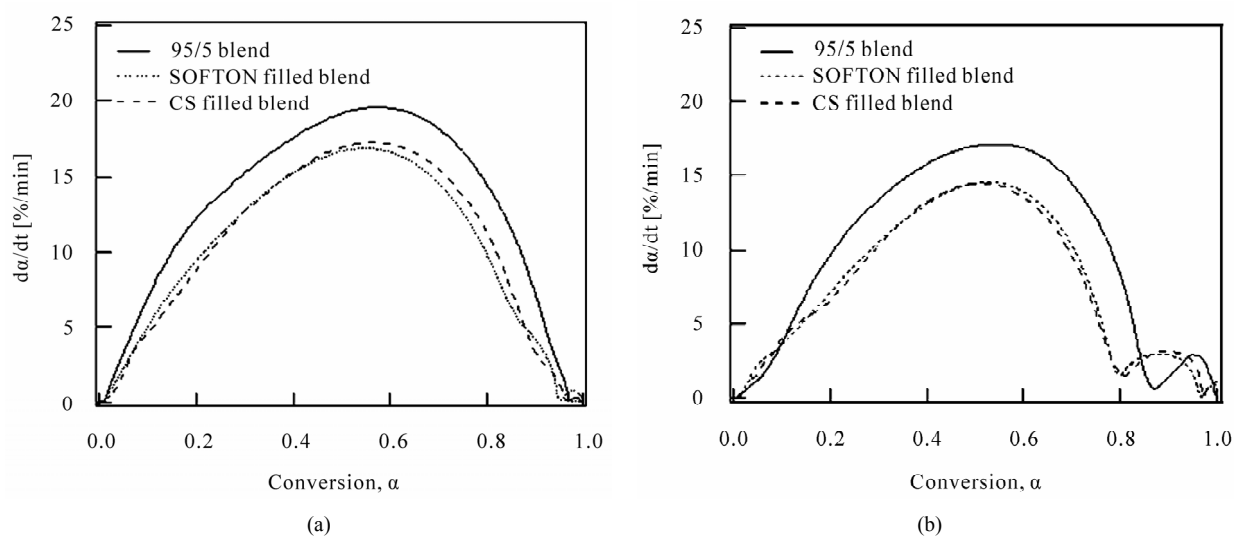 25
20
15
10
5
0
dα/dt [%/min]
95/5 blend
SOFTON filled blend
CS filled blend
0.0 0.2 0.4 0.6 0.8 1.0
Conversion, α
(a)
25
20
15
10
5
0
dα/dt [%/min]
95/5 blend
SOFTON filled blend
CS filled blend
0.0 0.2 0.4 0.6 0.8 1.0
Conversion, α
(b)